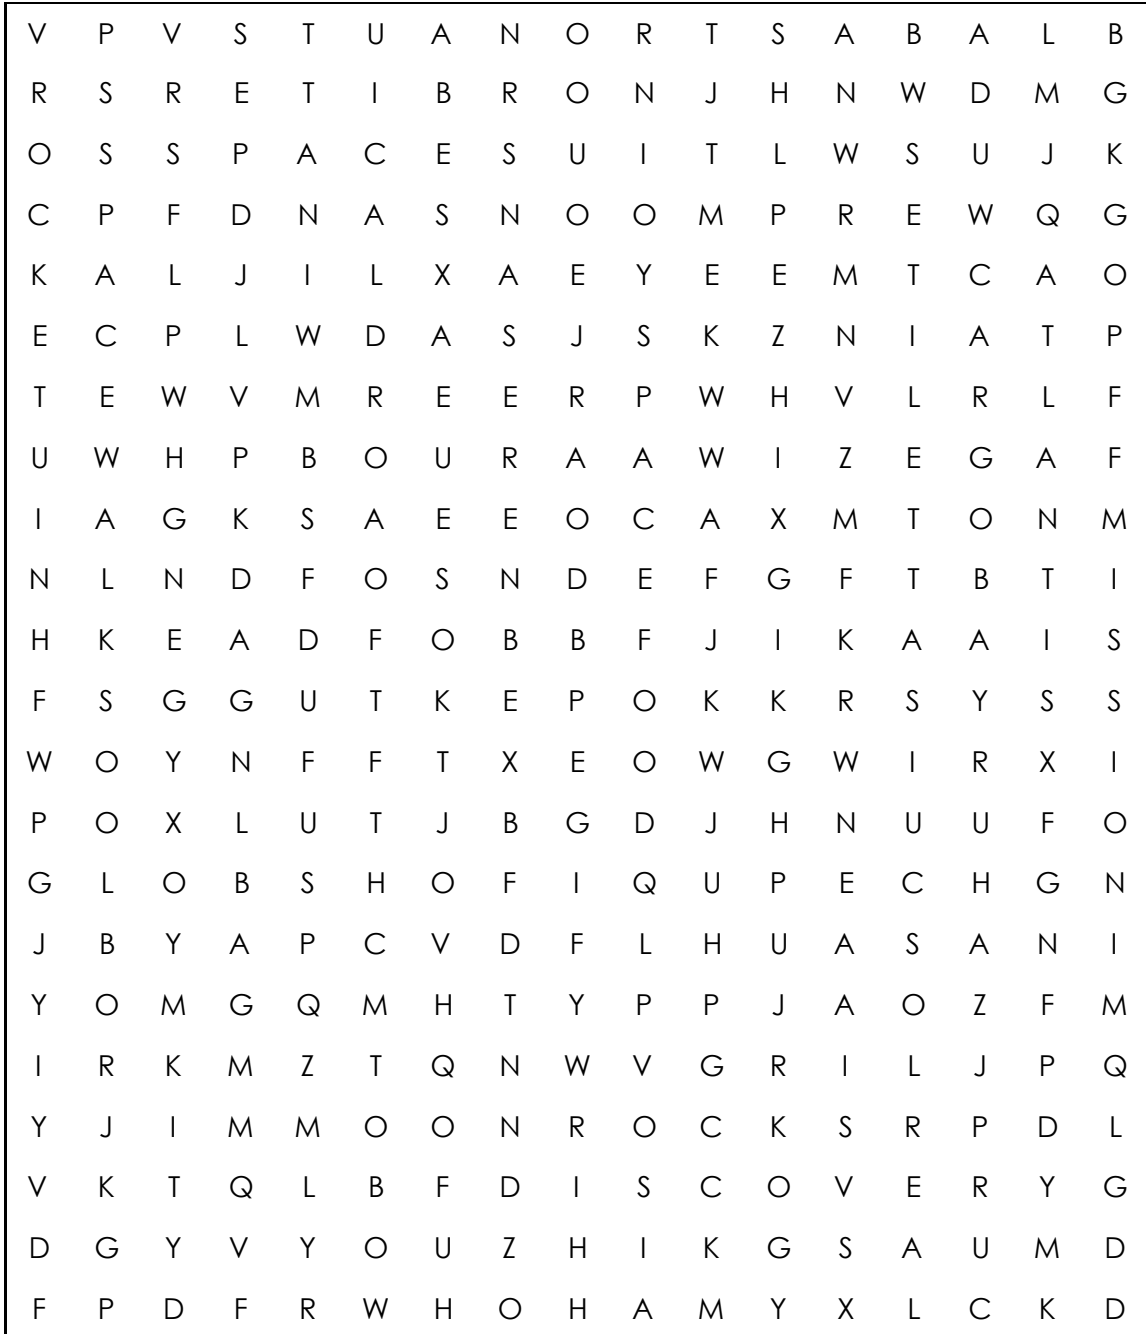 V P V S T U A N O R T S A B A L B
R S R E T I B R O N J H N W D M G
O S S P A C E S U I T L W S U J K
C P F D N A S N O O M P R E W Q G
K A L J I L X A E Y E E M T C A O
E C P L W D A S J S K Z N I A T P
T E W V M R E E R P W H V L R L F
U W H P B O U R A A W I Z E G A F
I A G K S A E E O C A X M T O N M
N L N D F O S N D E F G F T B T I
H K E A D F O B B F J I K A A I S
F S G G U T K E P O K K R S Y S S
W O Y N F F T X E O W G W I R X I
P O X L U T J B G D J H N U U F O
G L O B S H O F I Q U P E C H G N
J B Y A P C V D F L H U A S A N I
Y O M G Q M H T Y P P J A O Z F M
I R K M Z T Q N W V G R I L J P Q
Y J I M M O O N R O C K S R P D L
V K T Q L B F D I S C O V E R Y G
D G Y V Y O U Z H I K G S A U M D
F P D F R W H O H A M Y X L C K D